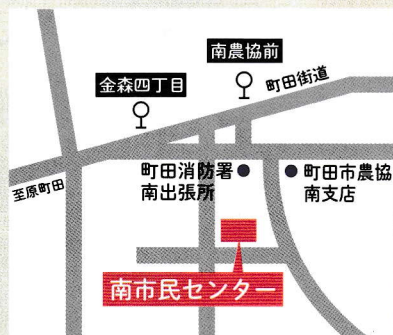 南農協前
金森四丁目
町田街道
至原町田
町田消防署
南出張所
町田市農協
南支店
南市民センター